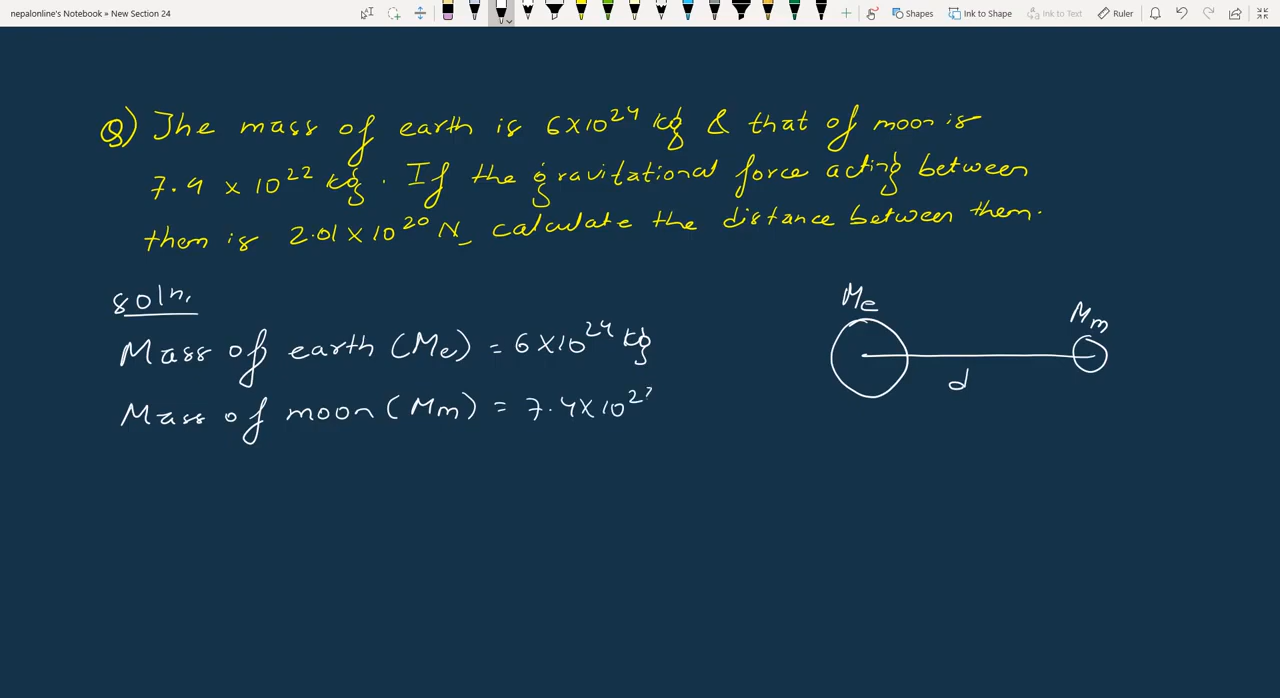 nepalonline's Notebook » New Section 24
Shapes
Ink to Shape
Ink to Text
Ruler
Q) The mass of earth is 6×10²⁴ kg & that of moon is
7.4 × 10²² kg. If the gravitational force acting between
them is 2.01×10²⁰ N, calculate the distance between them.
soln.
Mass of earth (Me) = 6×10²⁴ kg
Mass of moon (Mm) = 7.4×10²²
Me
Mm
d